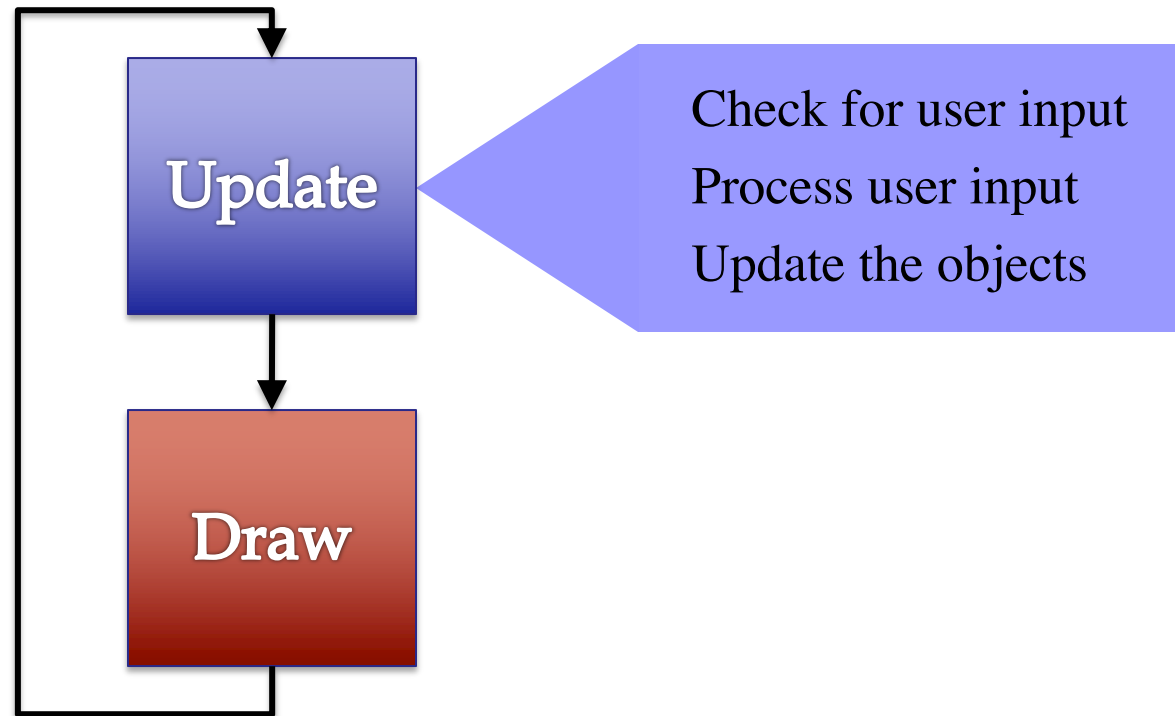 Update
Check for user input
Process user input
Update the objects
Draw